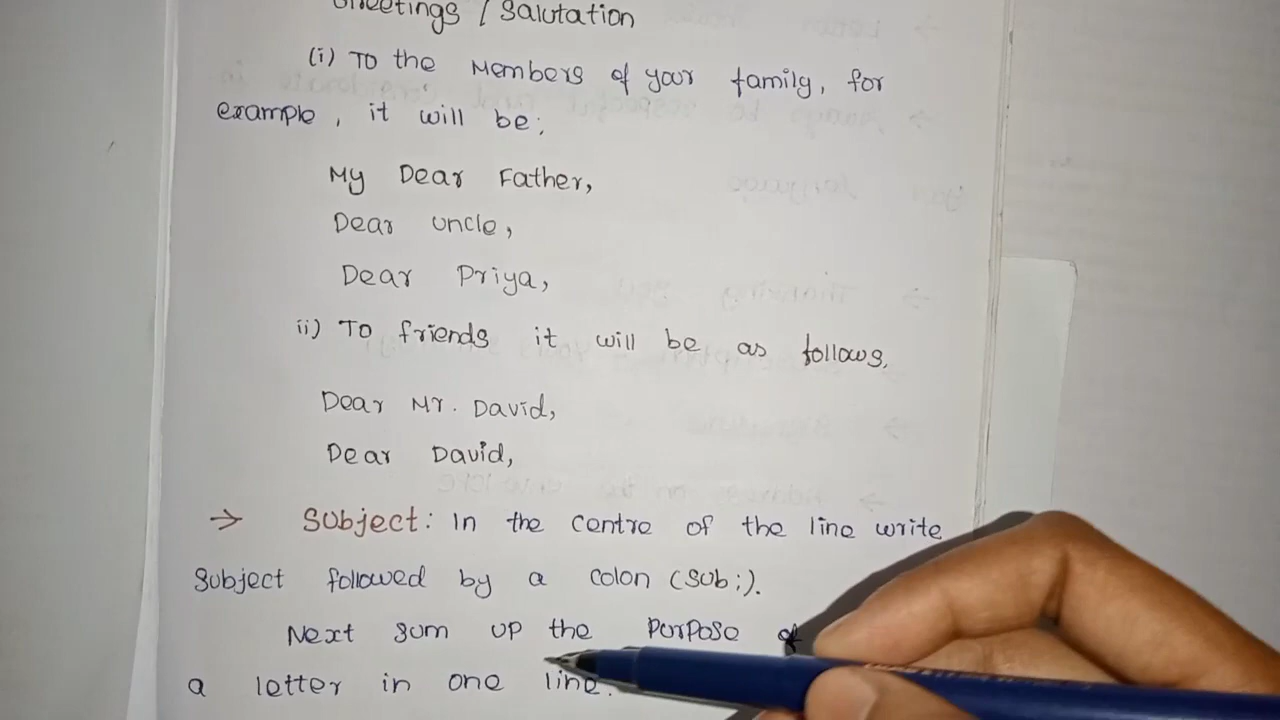 Greetings / Salutation
(i) To the Members of your family, for
example, it will be;
My Dear Father,
Dear uncle,
Dear Priya,
ii) To friends it will be as follows.
Dear Mr. David,
Dear David,
→ Subject: In the centre of the line write
Subject followed by a colon (Sub;).
Next sum up the purpose of
a letter in one line.